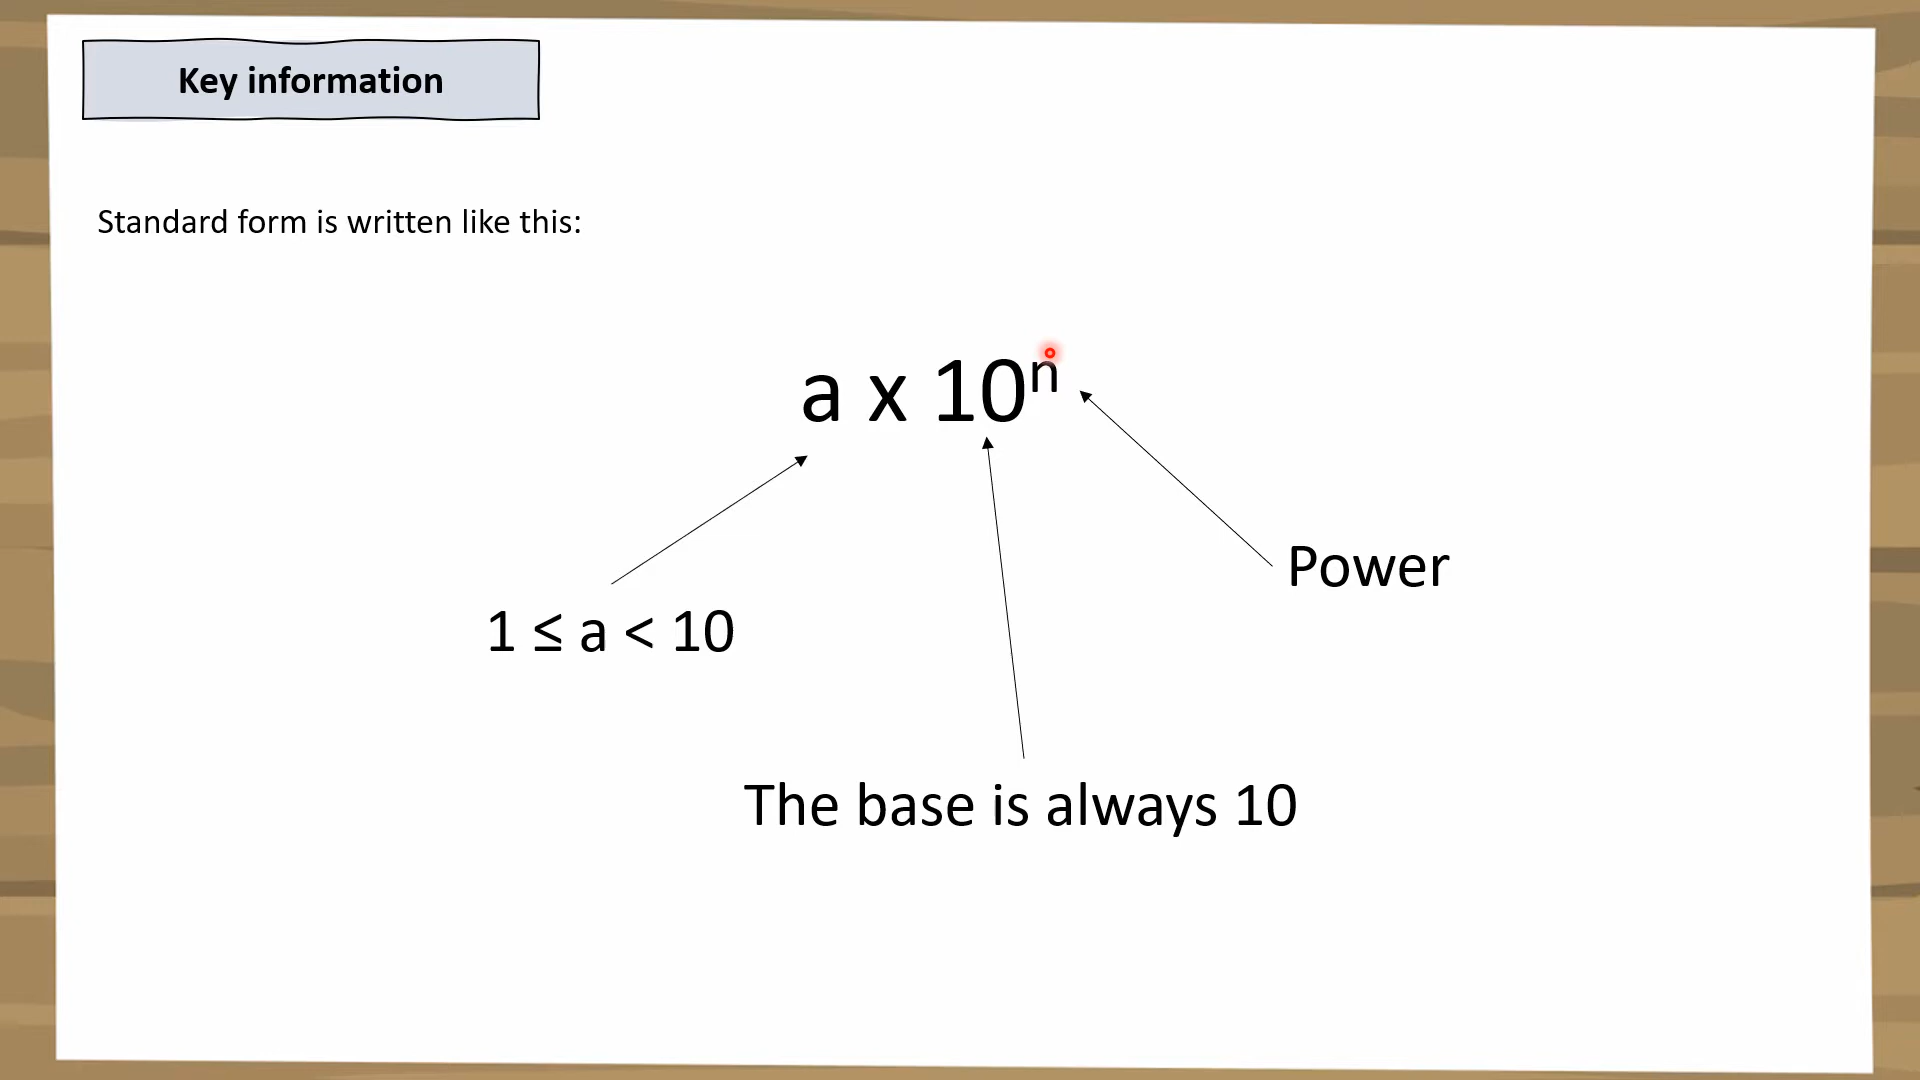 Key information
Standard form is written like this:
a x 10ⁿ
Power
1 ≤ a < 10
The base is always 10